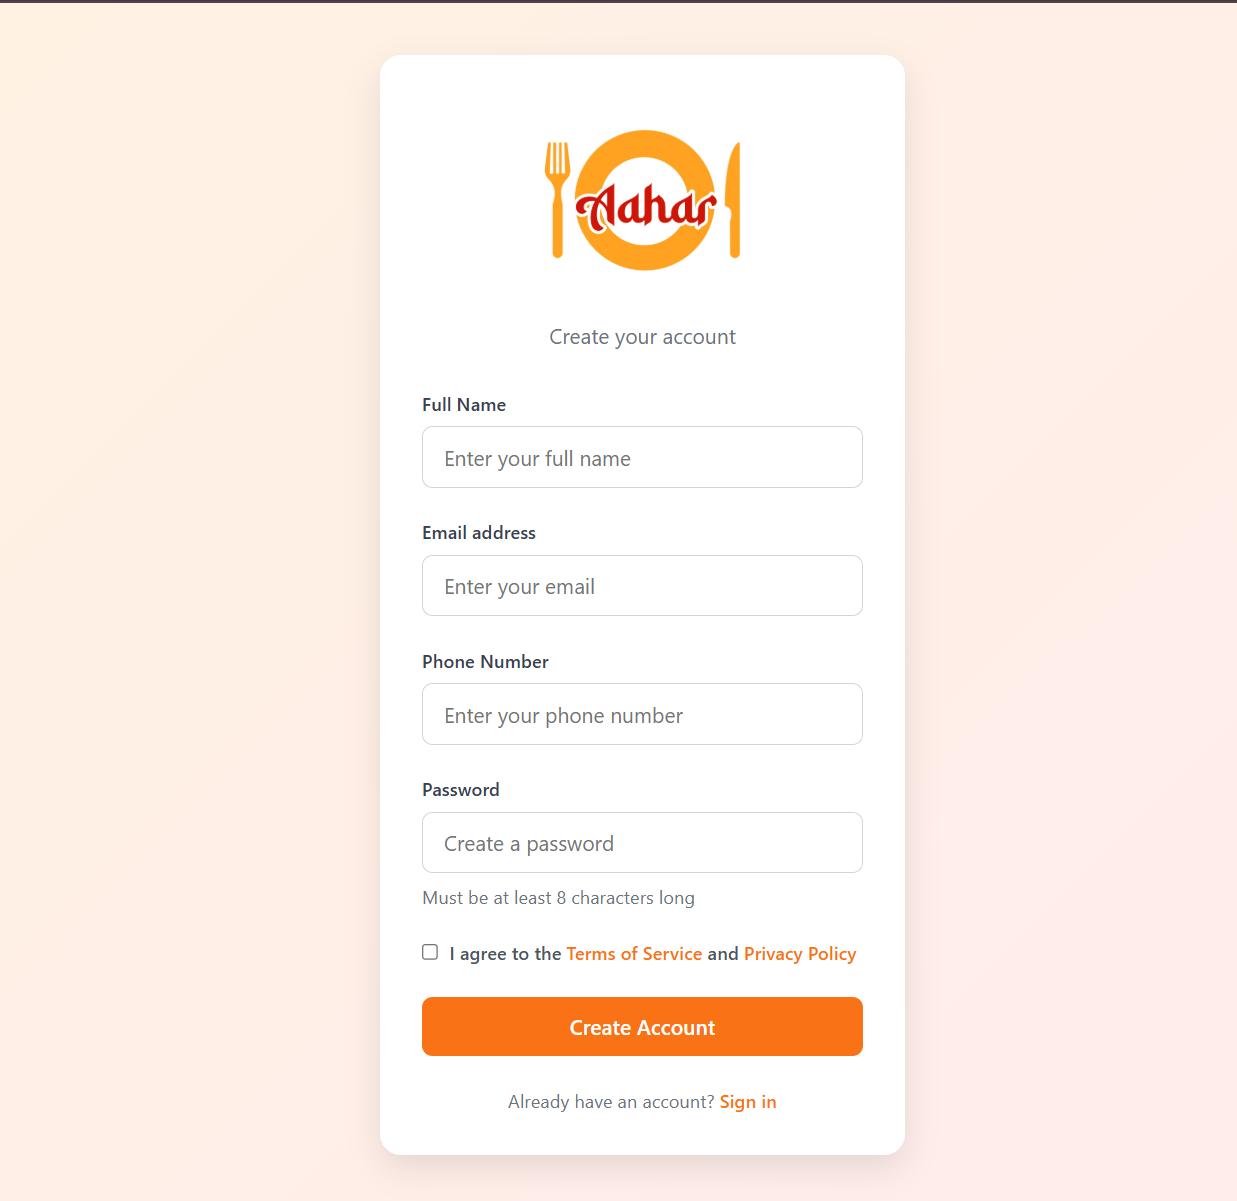 Aahar
Create your account
Full Name
Enter your full name
Email address
Enter your email
Phone Number
Enter your phone number
Password
Create a password
Must be at least 8 characters long
I agree to the Terms of Service and Privacy Policy
Create Account
Already have an account? Sign in